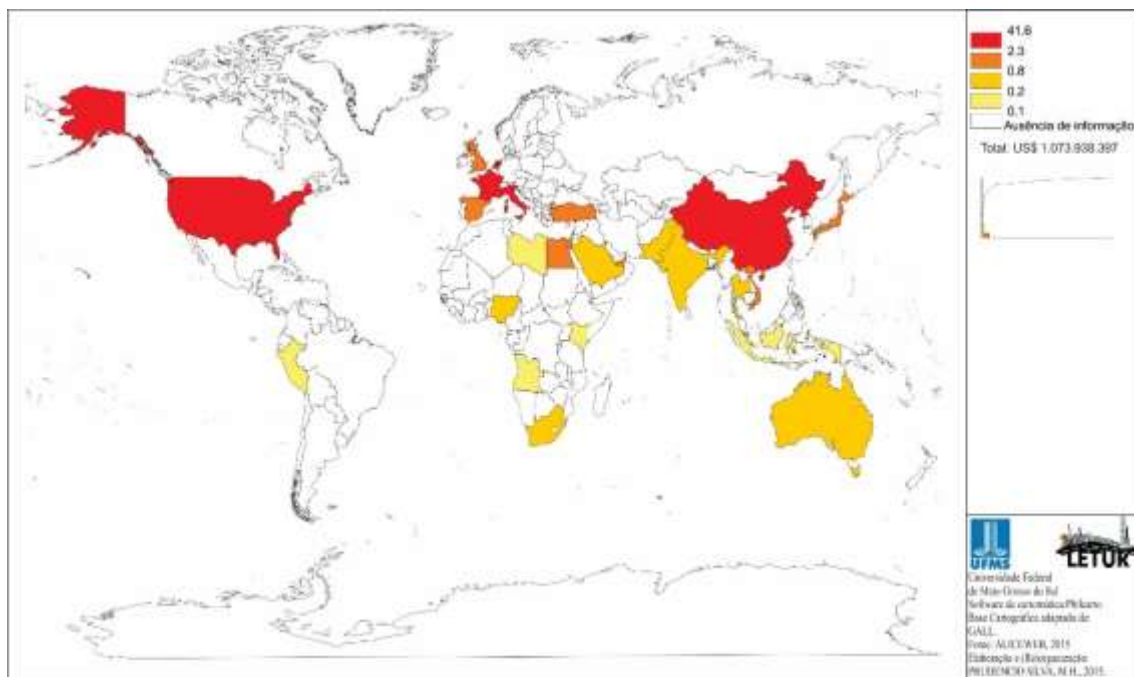 41.6
2.3
0.8
0.2
0.1
Ausência de informação
Total: US$ 1.073.938.397
UFMS
LETUR
Universidade Federal
de Mato Grosso do Sul
Software de cartomática Philcarto
Base Cartográfica adaptada de
GALL.
Fonte: ALICEWEB, 2015
Elaboração e (Re)organização:
PRUDENCIO SILVA, M.H., 2015.